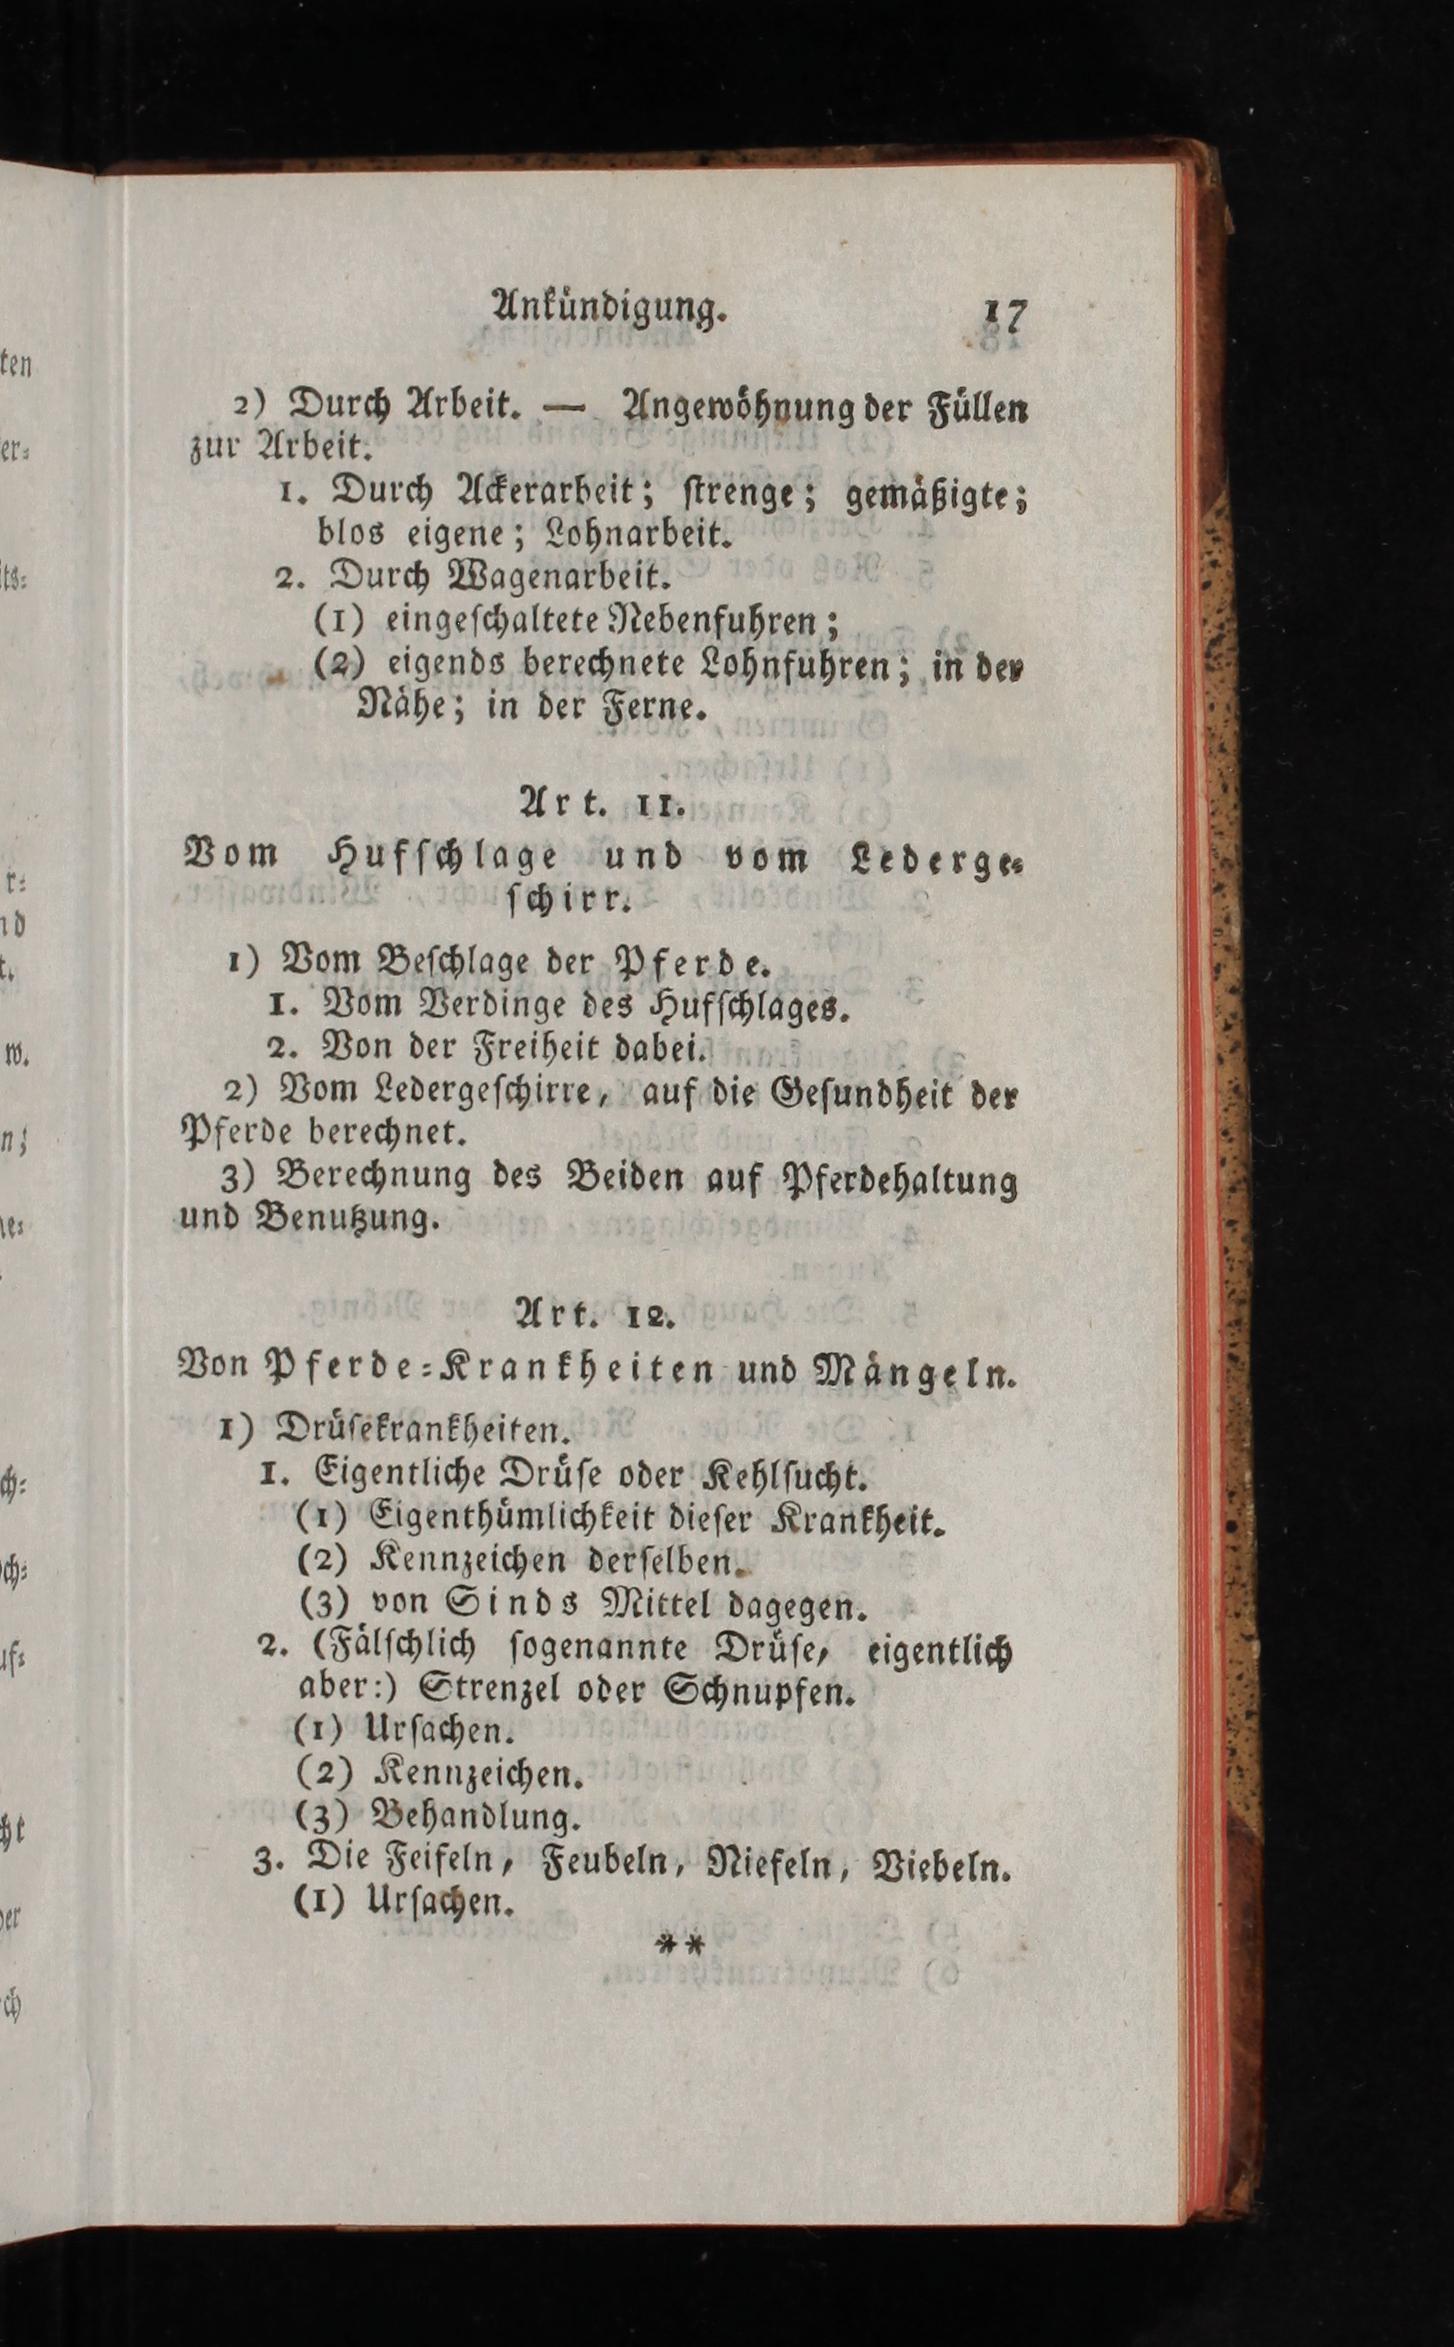 Ankündigung. 17
2) Durch Arbeit. — Angewöhnung der Füllen
zur Arbeit.
1. Durch Ackerarbeit; ſtrenge; gemäßigte;
blos eigene; Lohnarbeit.
2. Durch Wagenarbeit.
(1) eingeſchaltete Nebenfuhren;
(2) eigends berechnete Lohnfuhren; in der
Nähe; in der Ferne.
Art. 11.
Vom Hufſchlage und vom Lederge⸗
ſchirr.
1) Vom Beſchlage der Pferde.
1. Vom Verdinge des Hufſchlages.
2. Von der Freiheit dabei.
2) Vom Ledergeſchirre, auf die Geſundheit der
Pferde berechnet.
3) Berechnung des Beiden auf Pferdehaltung
und Benutzung.
Art. 12.
Von Pferde⸗Krankheiten und Mängeln.
1) Drüſekrankheiten.
1. Eigentliche Drüſe oder Kehlſucht.
(1) Eigenthümlichkeit dieſer Krankheit.
(2) Kennzeichen derſelben.
(3) von Sinds Mittel dagegen.
2. (Fälſchlich ſogenannte Drüſe, eigentlich
aber:) Strenzel oder Schnupfen.
(1) Urſachen.
(2) Kennzeichen.
(3) Behandlung.
3. Die Feifeln, Feubeln, Niefeln, Viebeln.
(1) Urſachen.
**